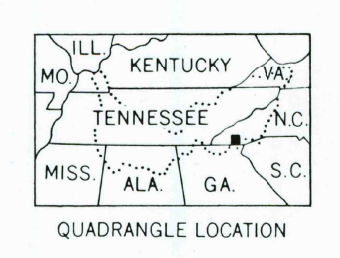 ILL.
KENTUCKY
VA.
MO.
TENNESSEE
N.C.
MISS.
ALA.
GA.
S.C.
QUADRANGLE LOCATION